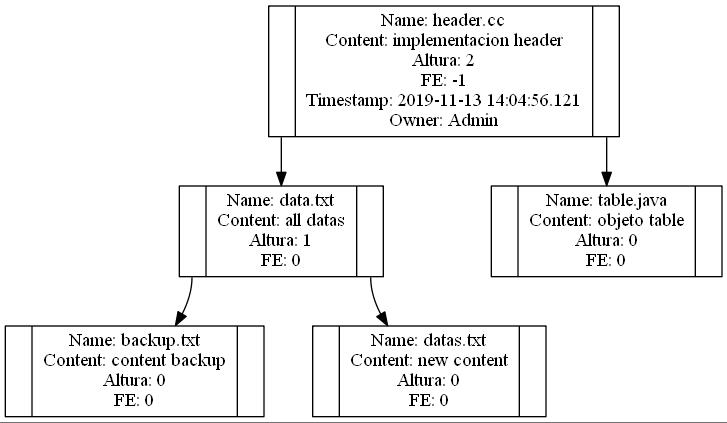 Name: header.cc
Content: implementacion header
Altura: 2
FE: -1
Timestamp: 2019-11-13 14:04:56.121
Owner: Admin
Name: data.txt
Content: all datas
Altura: 1
FE: 0
Name: table.java
Content: objeto table
Altura: 0
FE: 0
Name: backup.txt
Content: content backup
Altura: 0
FE: 0
Name: datas.txt
Content: new content
Altura: 0
FE: 0